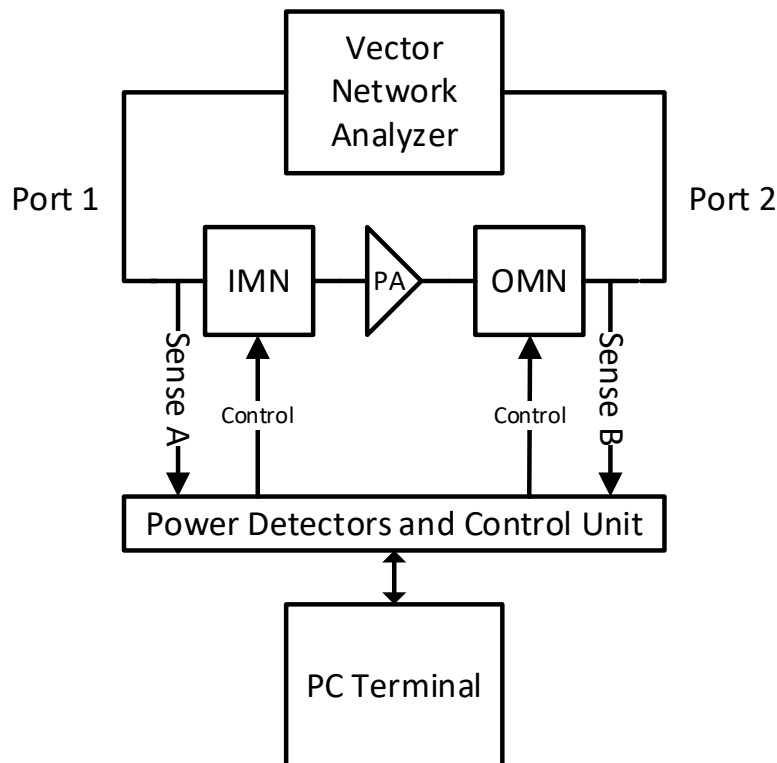 Vector
Network
Analyzer
Port 1
Port 2
IMN
PA
OMN
Sense A
Control
Control
Sense B
Power Detectors and Control Unit
PC Terminal